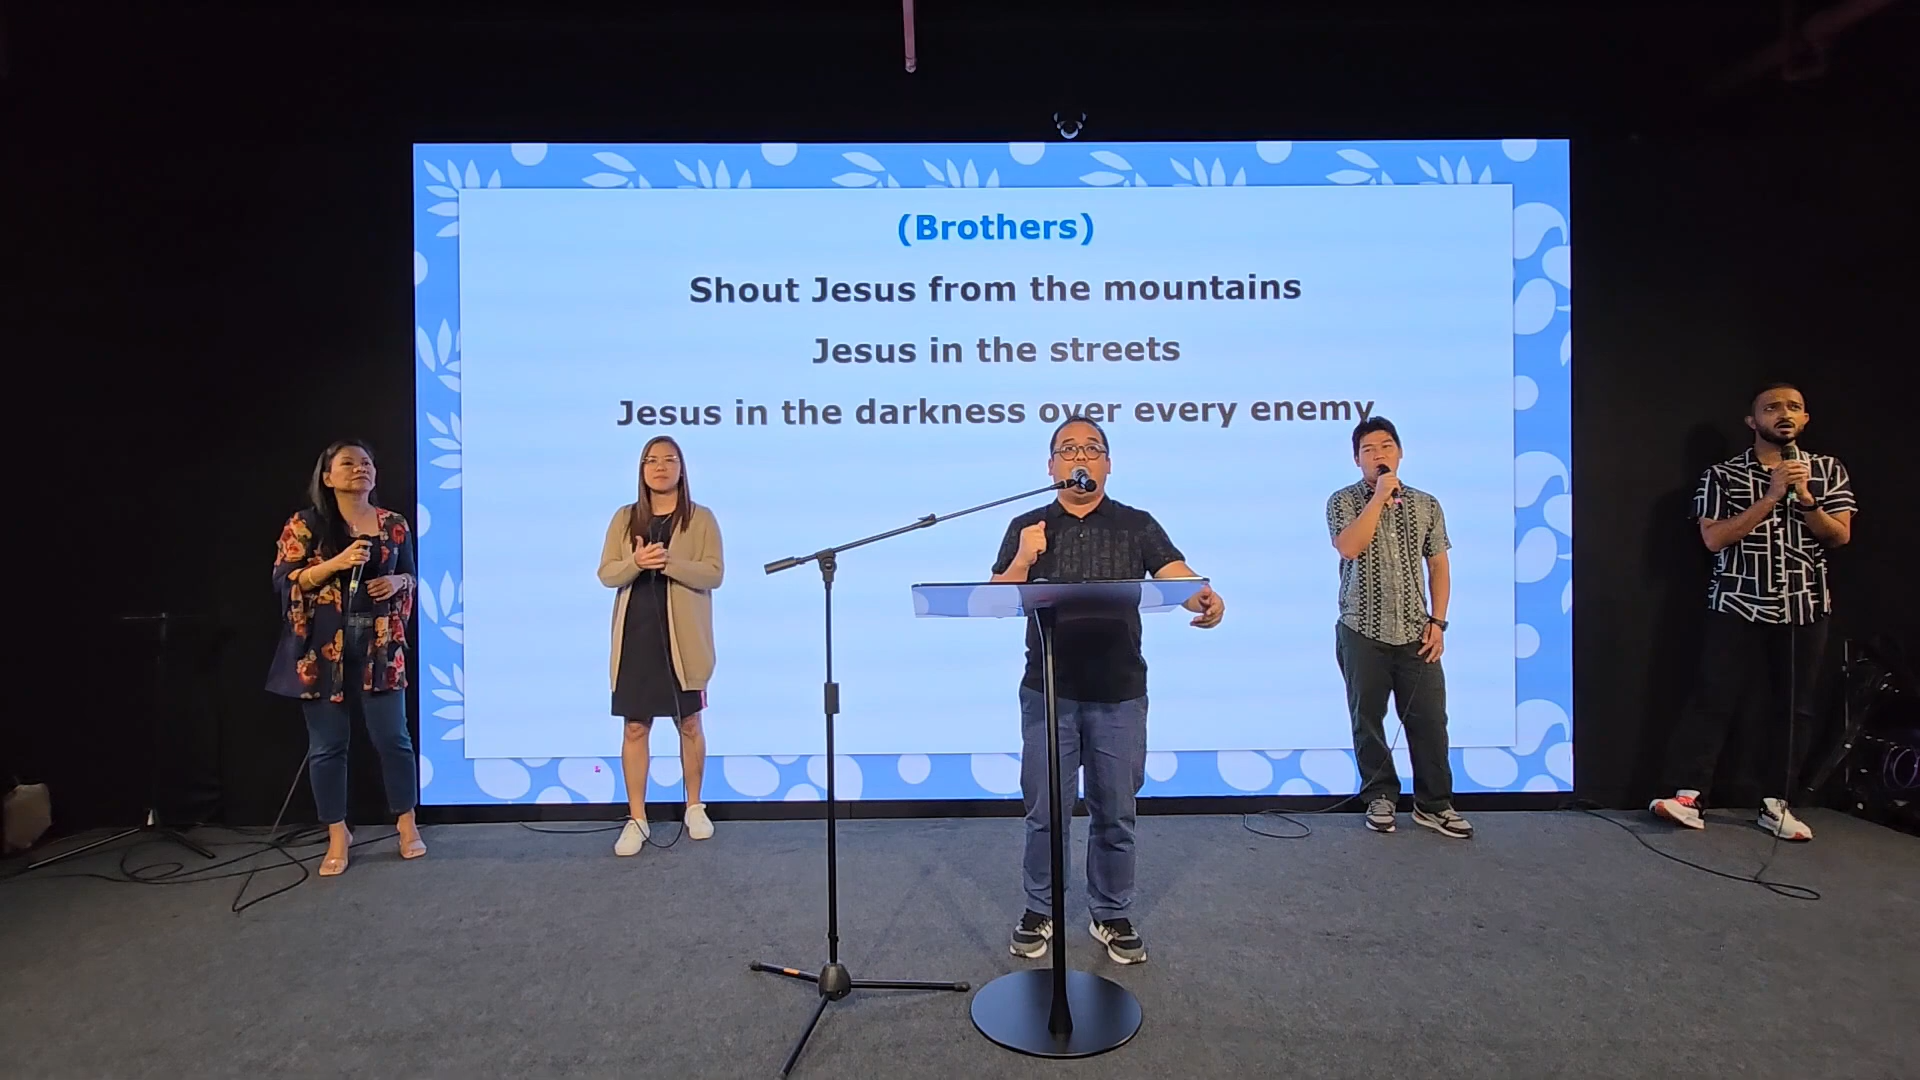 (Brothers)
Shout Jesus from the mountains
Jesus in the streets
Jesus in the darkness over every enemy